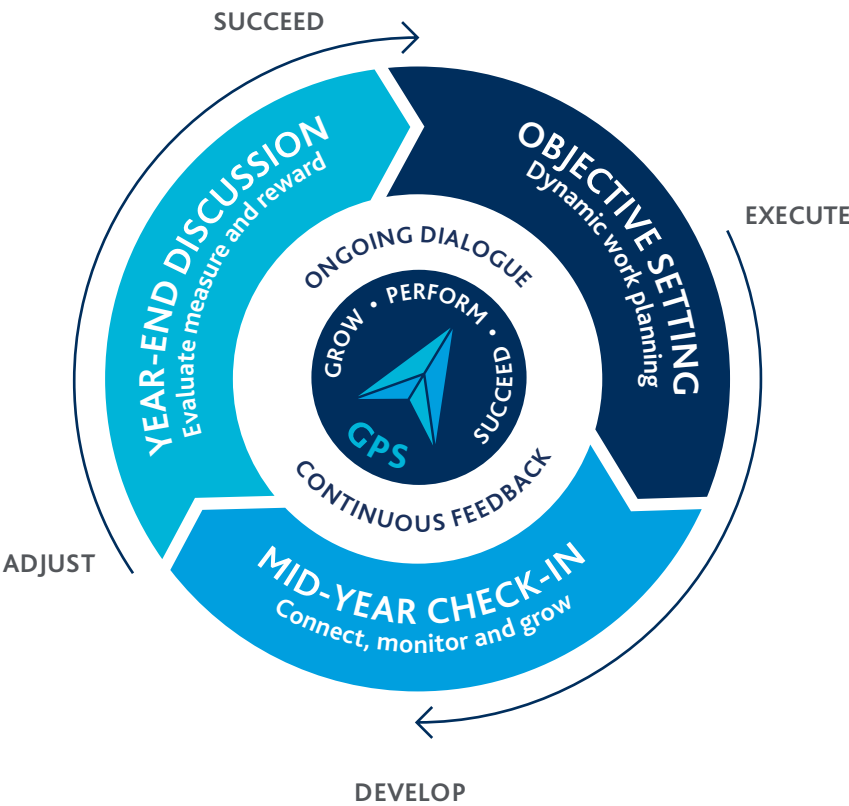 SUCCEED
EXECUTE
DEVELOP
ADJUST
OBJECTIVE SETTING
Dynamic work planning
MID-YEAR CHECK-IN
Connect, monitor and grow
YEAR-END DISCUSSION
Evaluate measure and reward
ONGOING DIALOGUE
CONTINUOUS FEEDBACK
GROW • PERFORM • SUCCEED
GPS